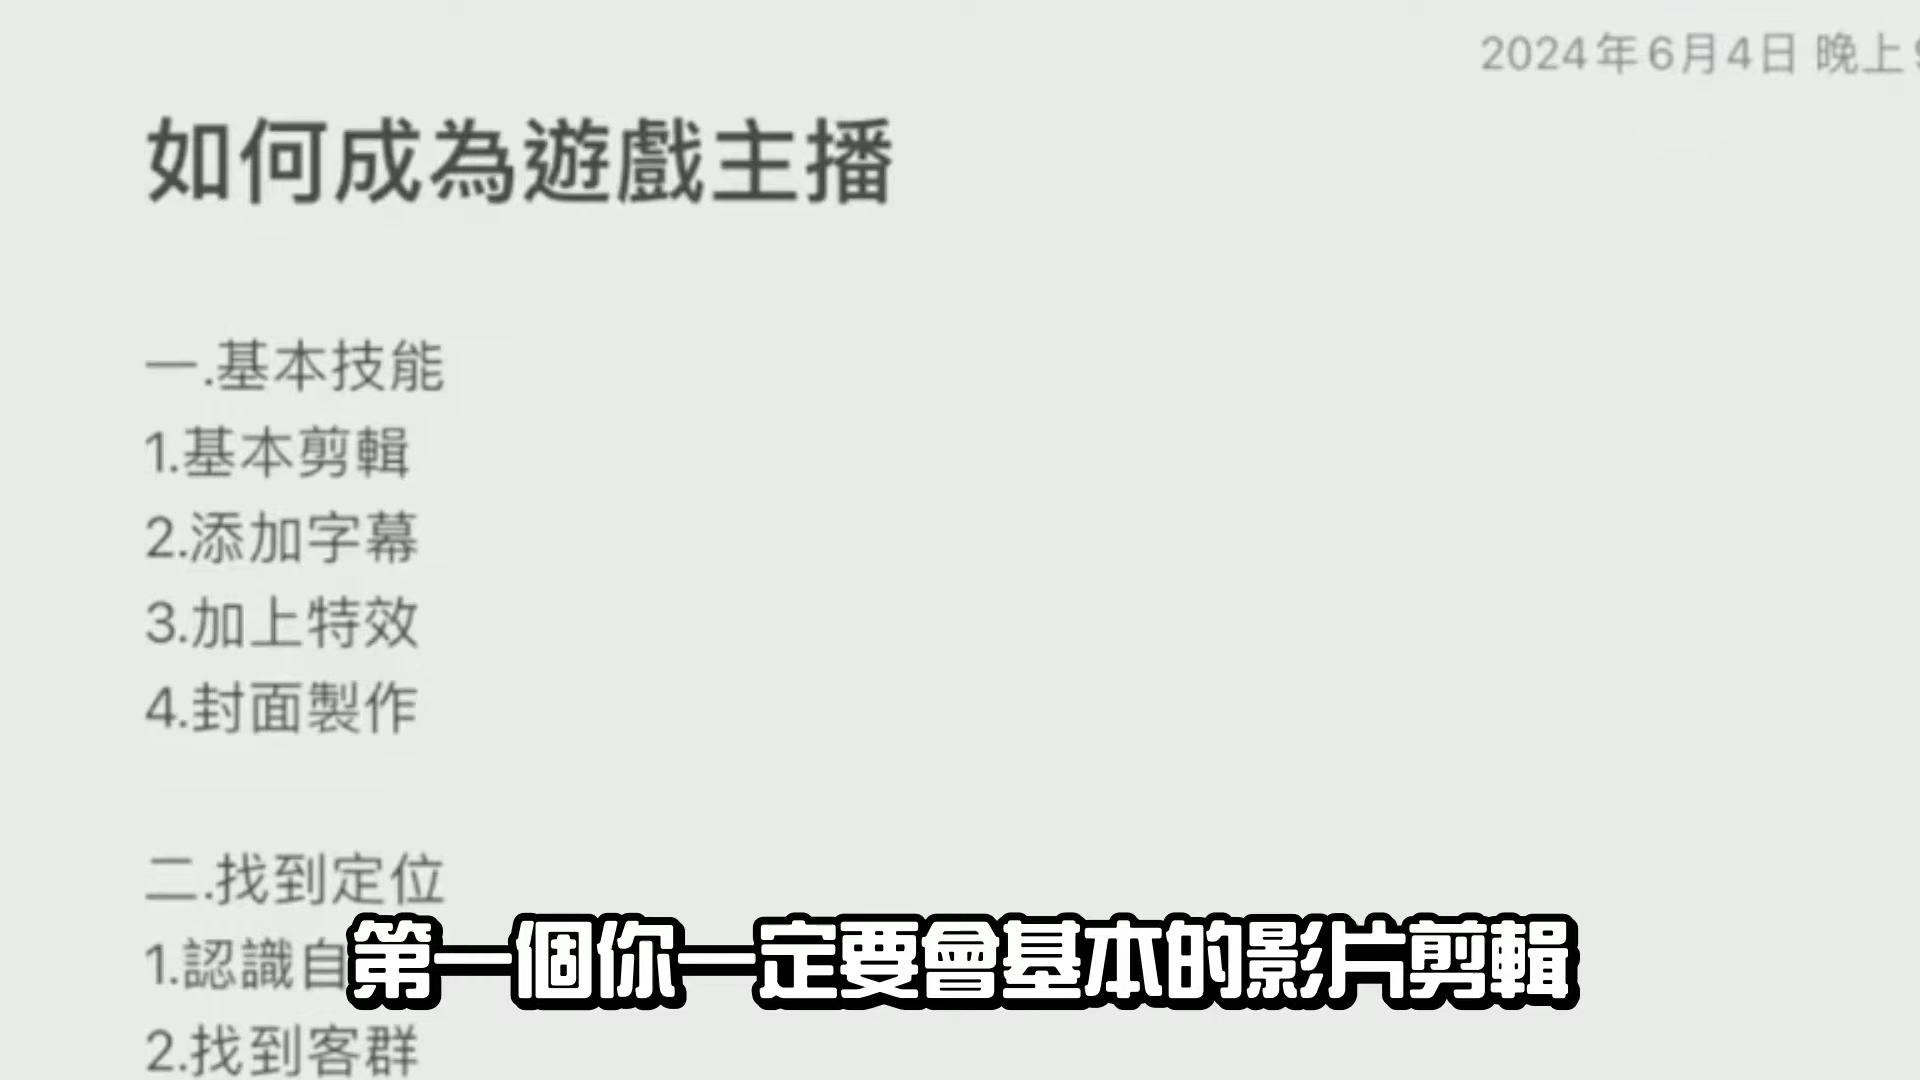 2024年6月4日 晚上
如何成為遊戲主播
一.基本技能
1.基本剪輯
2.添加字幕
3.加上特效
4.封面製作
二.找到定位
1.認識自
第一個你一定要會基本的影片剪輯
2.找到客群